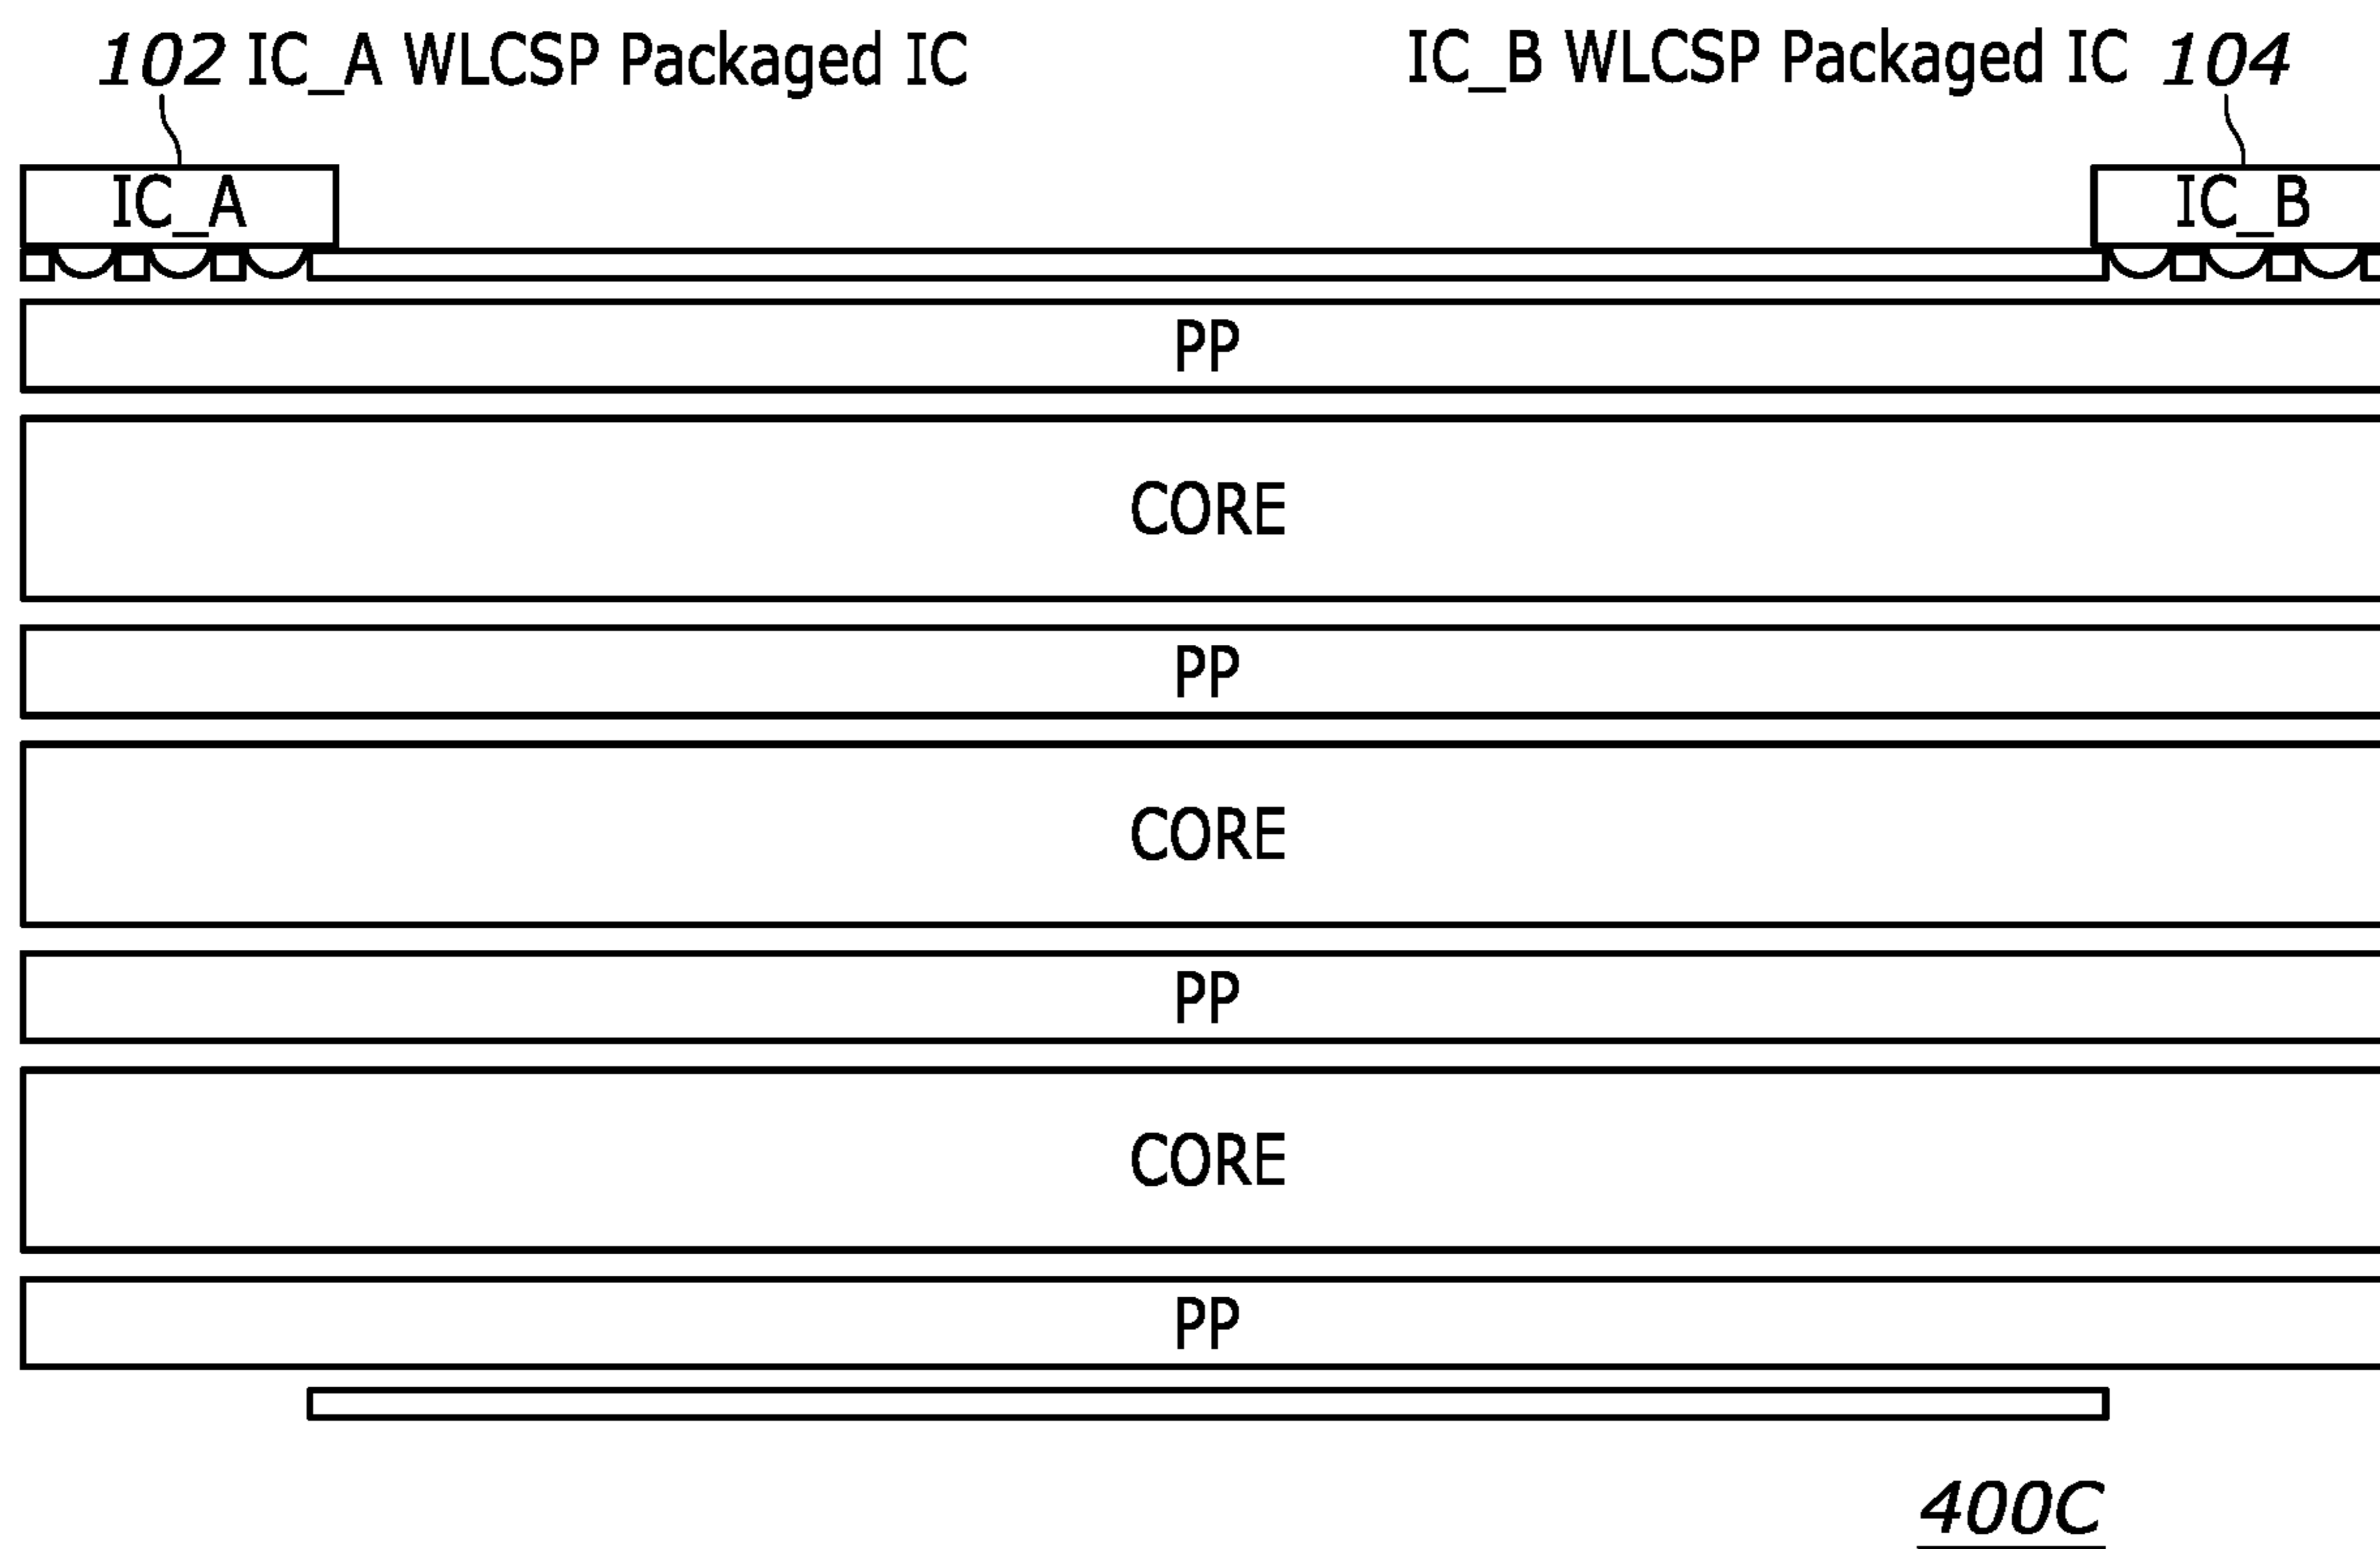 102 IC_A WLCSP Packaged IC
IC_B WLCSP Packaged IC 104
IC_A
IC_B
PP
CORE
PP
CORE
PP
CORE
PP
400C